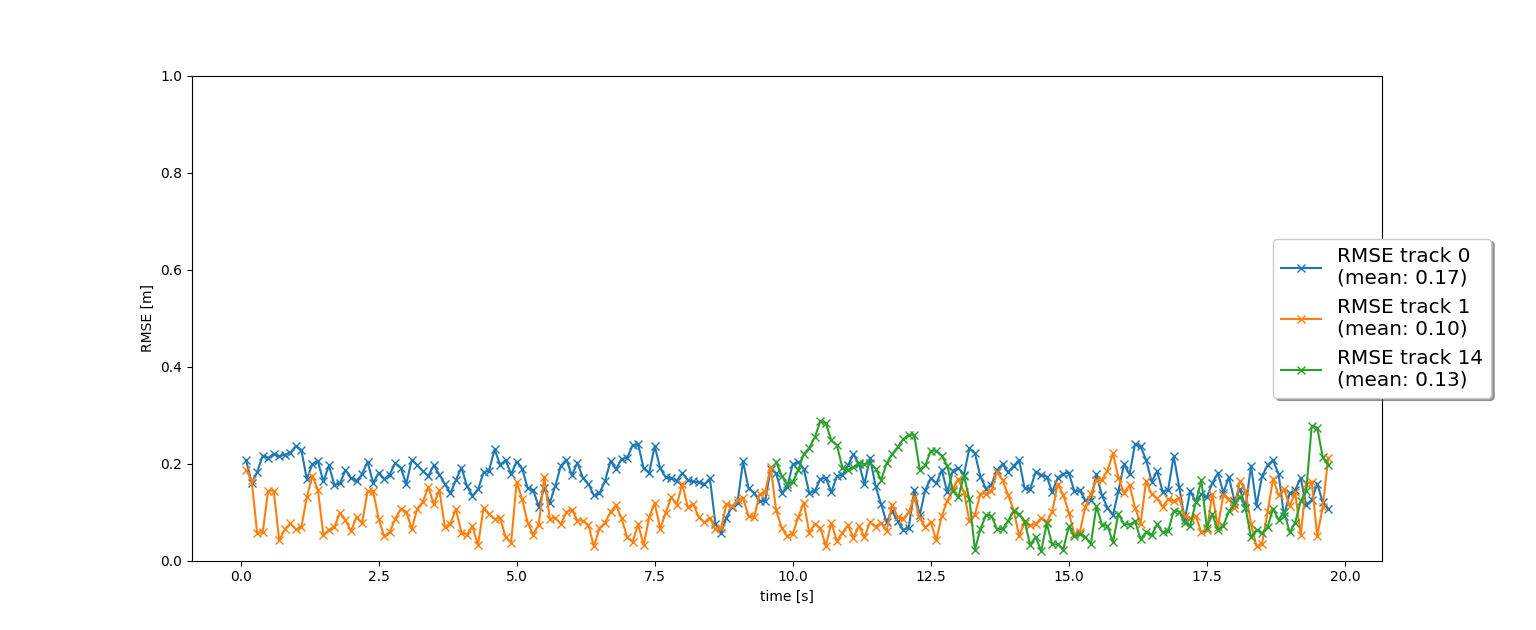 1.0
0.8
0.6
0.4
0.2
0.0
RMSE [m]
0.0 2.5 5.0 7.5 10.0 12.5 15.0 17.5 20.0
time [s]
RMSE track 0
(mean: 0.17)
RMSE track 1
(mean: 0.10)
RMSE track 14
(mean: 0.13)